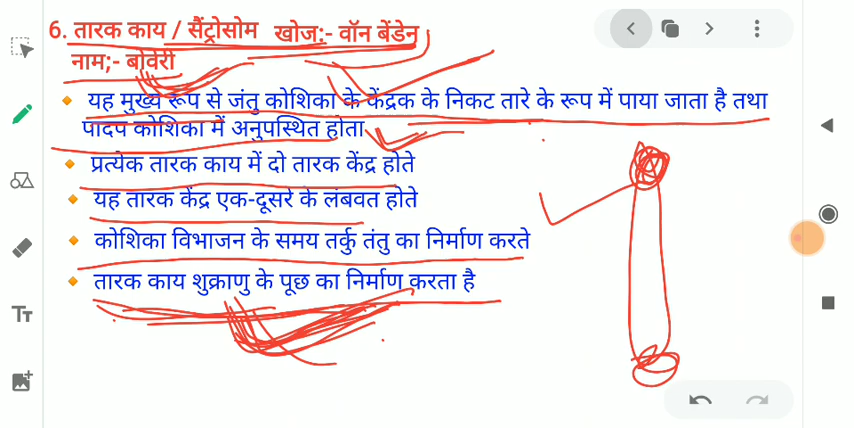 6. तारक काय / सैंट्रोसोम खोज:- वॉन बेंडेन
नाम;- बोवेरी
🔸 यह मुख्य रूप से जंतु कोशिका के केंद्रक के निकट तारे के रूप में पाया जाता है तथा
पादप कोशिका में अनुपस्थित होता
🔸 प्रत्येक तारक काय में दो तारक केंद्र होते
🔸 यह तारक केंद्र एक-दूसरे के लंबवत होते
🔸 कोशिका विभाजन के समय तर्कु तंतु का निर्माण करते
🔸 तारक काय शुक्राणु के पूछ का निर्माण करता है
Tт